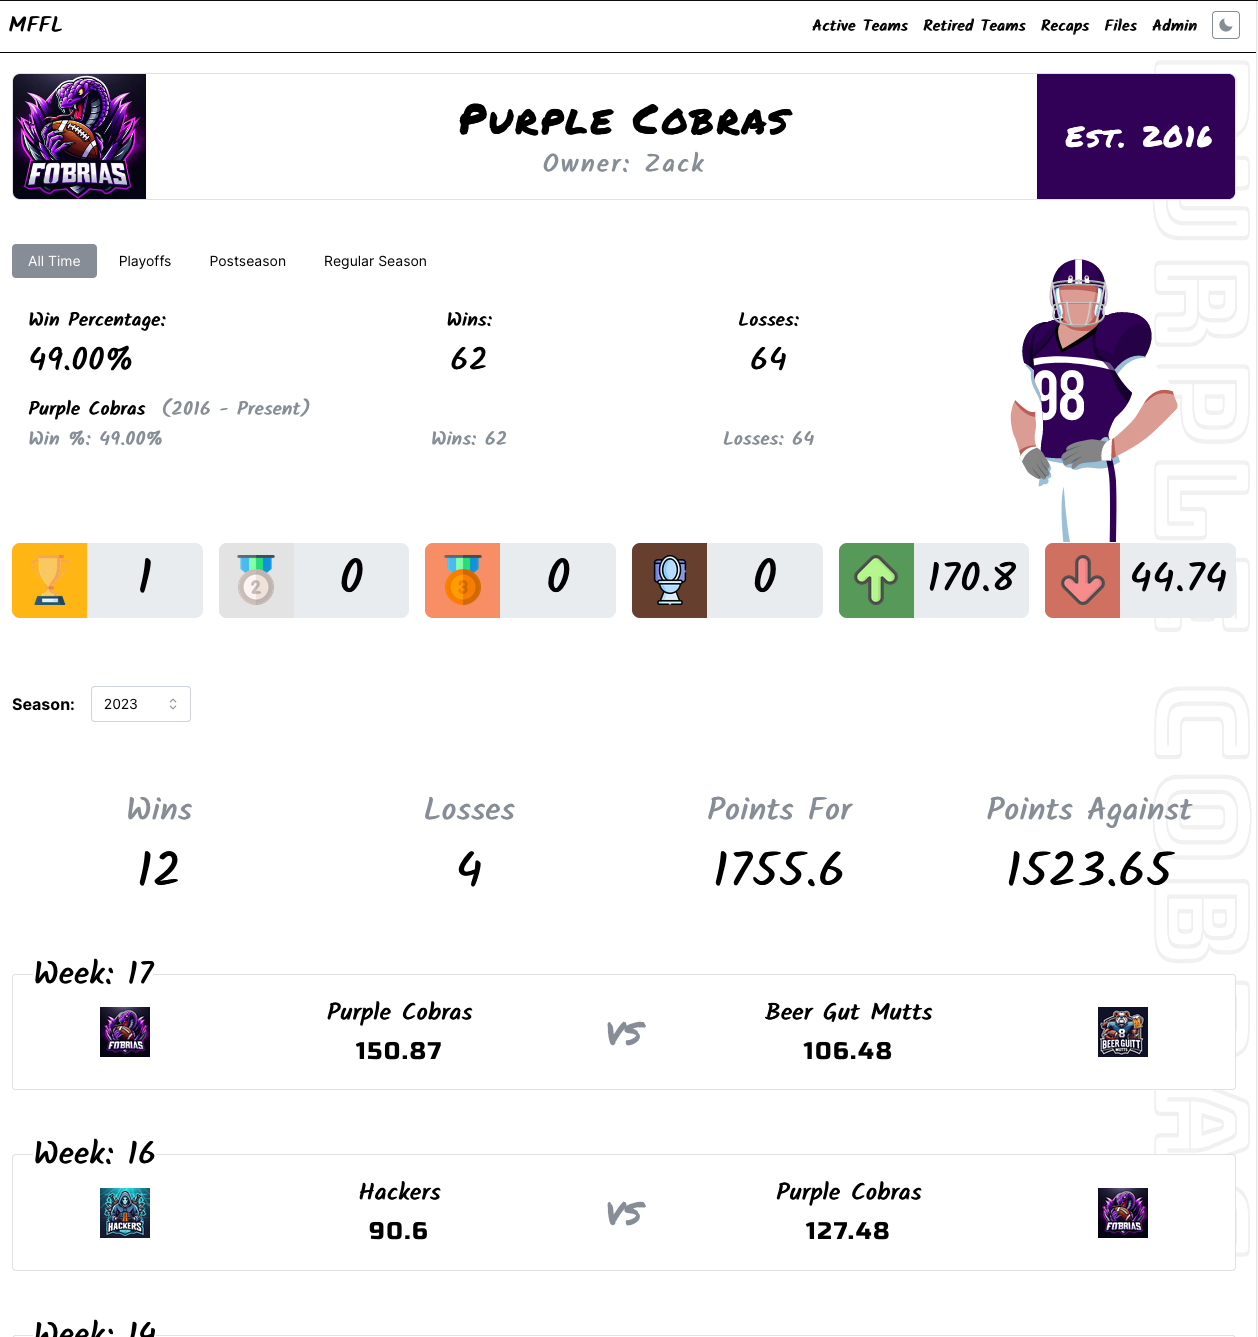 MFFL
Active Teams Retired Teams Recaps Files Admin
FOBRIAS
Purple Cobras
Owner: Zack
Est. 2016
PURPLE COBRAS
All Time Playoffs Postseason Regular Season
Win Percentage: Wins: Losses:
49.00% 62 64
Purple Cobras (2016 - Present)
Win %: 49.00% Wins: 62 Losses: 64
98
1 2 0 3 0 0 170.8 44.74
Season: 2023
Wins Losses Points For Points Against
12 4 1755.6 1523.65
Week: 17
Purple Cobras VS Beer Gut Mutts
150.87 106.48
FOBRIAS
8
BEER GUITT
MUTTS
Week: 16
Hackers VS Purple Cobras
90.6 127.48
HACKERS
FOBRIAS
Week: 14